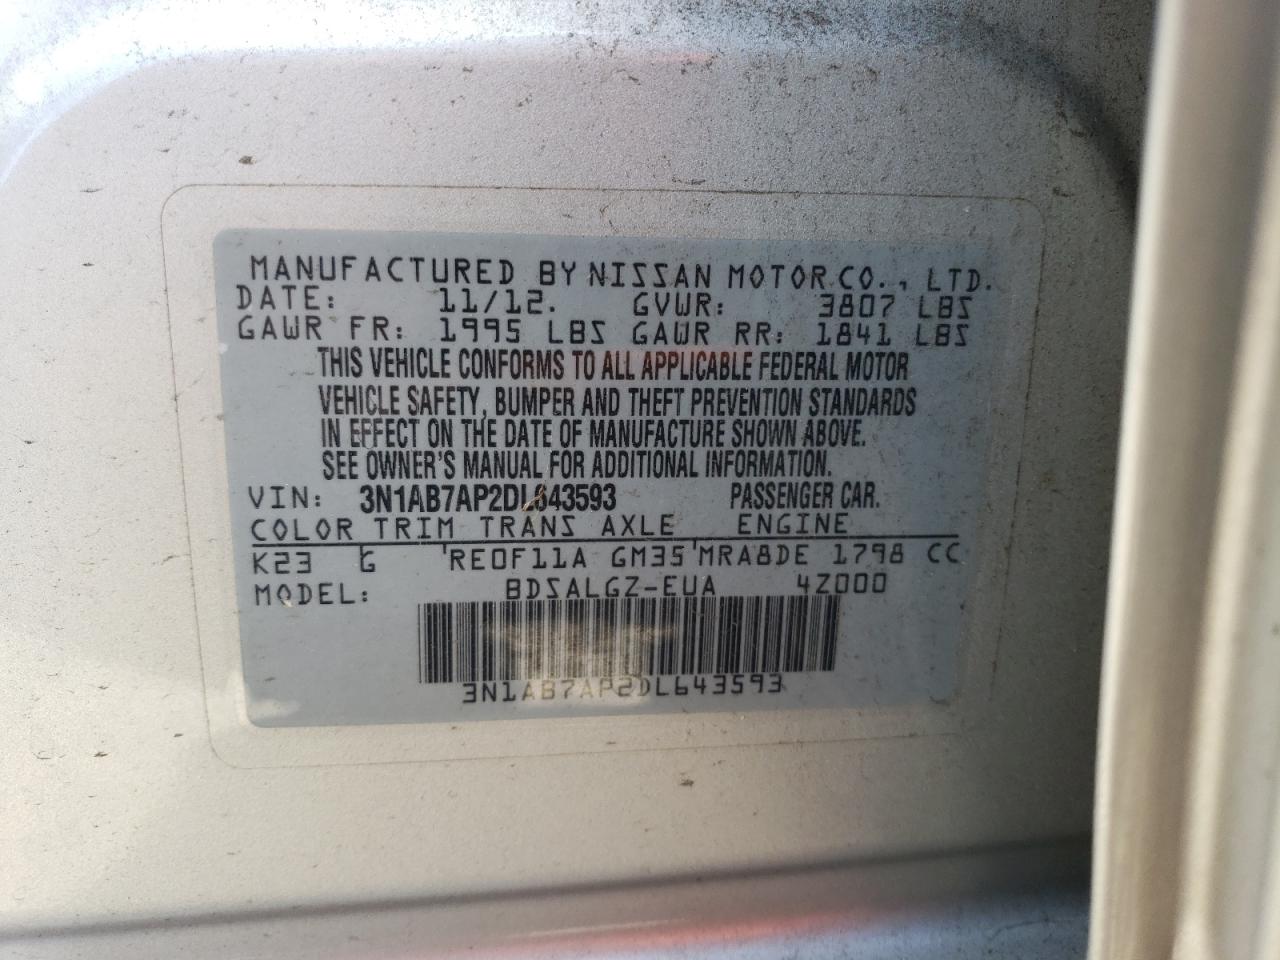 MANUFACTURED BY NISSAN MOTOR CO., LTD.
DATE: 11/12. GVWR: 3807 LBS
GAWR FR: 1995 LBS GAWR RR: 1841 LBS
THIS VEHICLE CONFORMS TO ALL APPLICABLE FEDERAL MOTOR
VEHICLE SAFETY, BUMPER AND THEFT PREVENTION STANDARDS
IN EFFECT ON THE DATE OF MANUFACTURE SHOWN ABOVE.
SEE OWNER'S MANUAL FOR ADDITIONAL INFORMATION.
VIN: 3N1AB7AP2DL643593 PASSENGER CAR.
COLOR TRIM TRANS AXLE ENGINE
K23 G RE0F11A GM35 MRA8DE 1798 CC
MODEL: BDSALGZ-EUA 4Z000
3N1AB7AP2DL643593